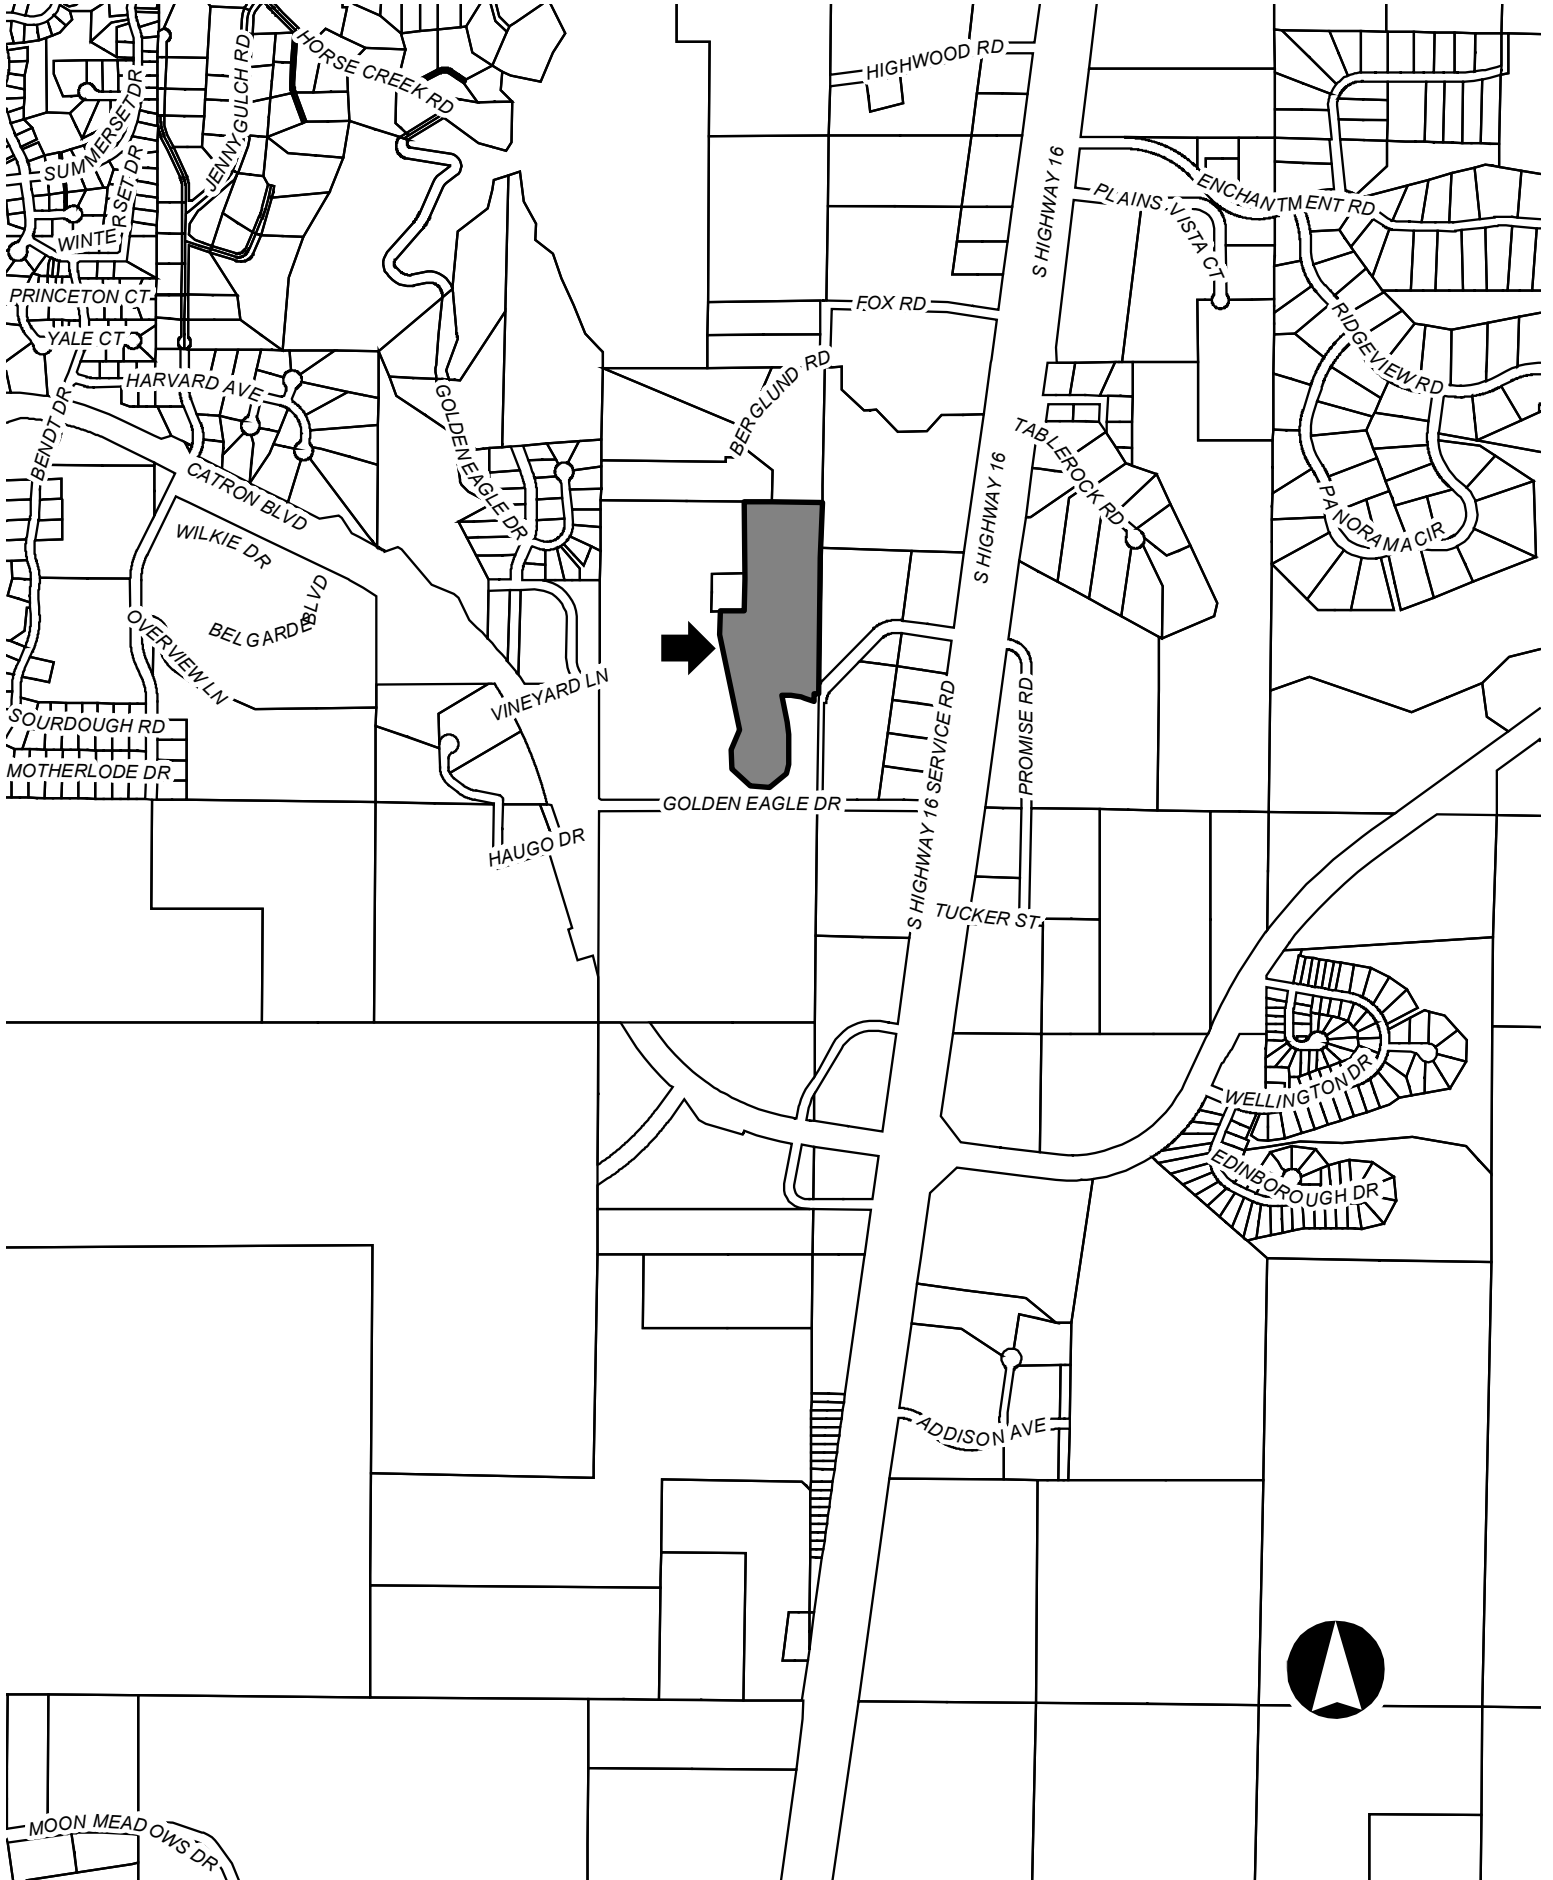 HORSE CREEK RD
HIGHWOOD RD
JENNY GULCH RD
SUMMERSET DR
S HIGHWAY 16
ENCHANTMENT RD
PLAINS VISTA CT
WINTERSET DR
PRINCETON CT
FOX RD
YALE CT
RIDGEVIEW RD
HARVARD AVE
BERGLUND RD
BENDT DR
GOLDEN EAGLE DR
TABLEROCK RD
CATRON BLVD
S HIGHWAY 16
PANORAMA CIR
WILKIE DR
BELGARDE BLVD
OVERVIEW LN
VINEYARD LN
SOURDOUGH RD
S HIGHWAY 16 SERVICE RD
PROMISE RD
MOTHERLODE DR
GOLDEN EAGLE DR
HAUGO DR
TUCKER ST
WELLINGTON DR
EDINBOROUGH DR
ADDISON AVE
MOON MEADOWS DR